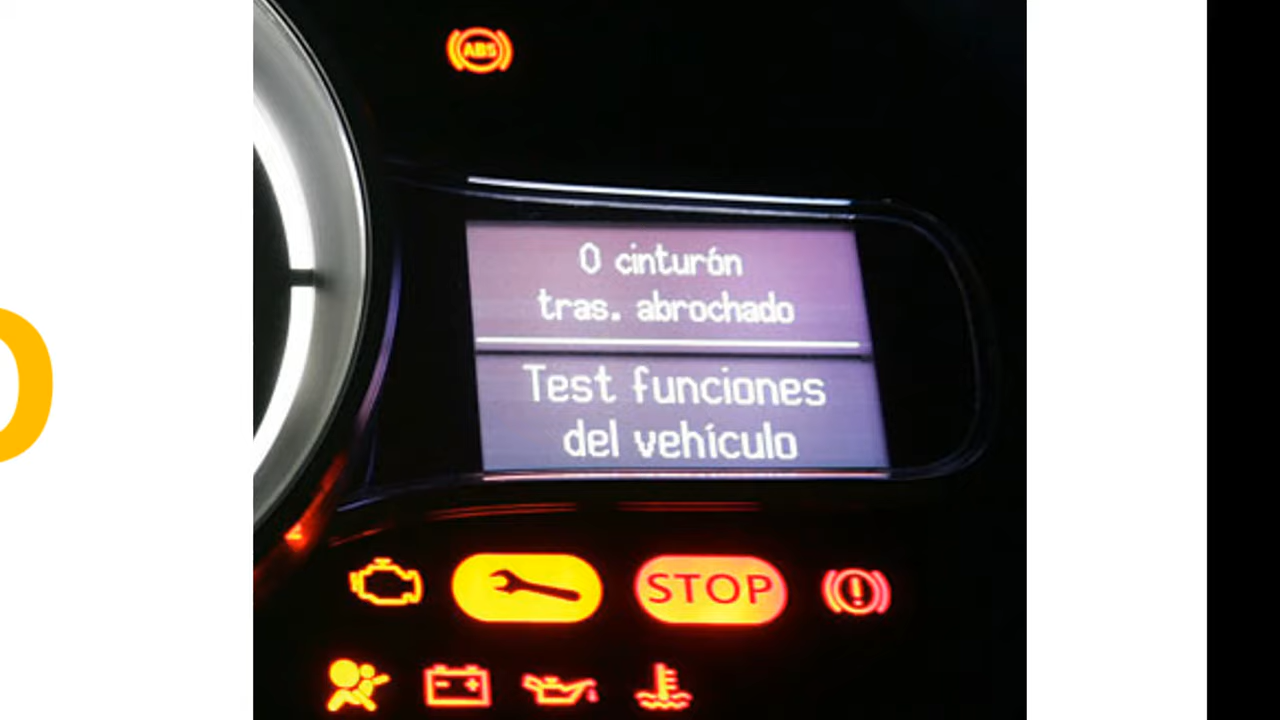 ABS
0 cinturón
tras. abrochado
Test funciones
del vehículo
STOP